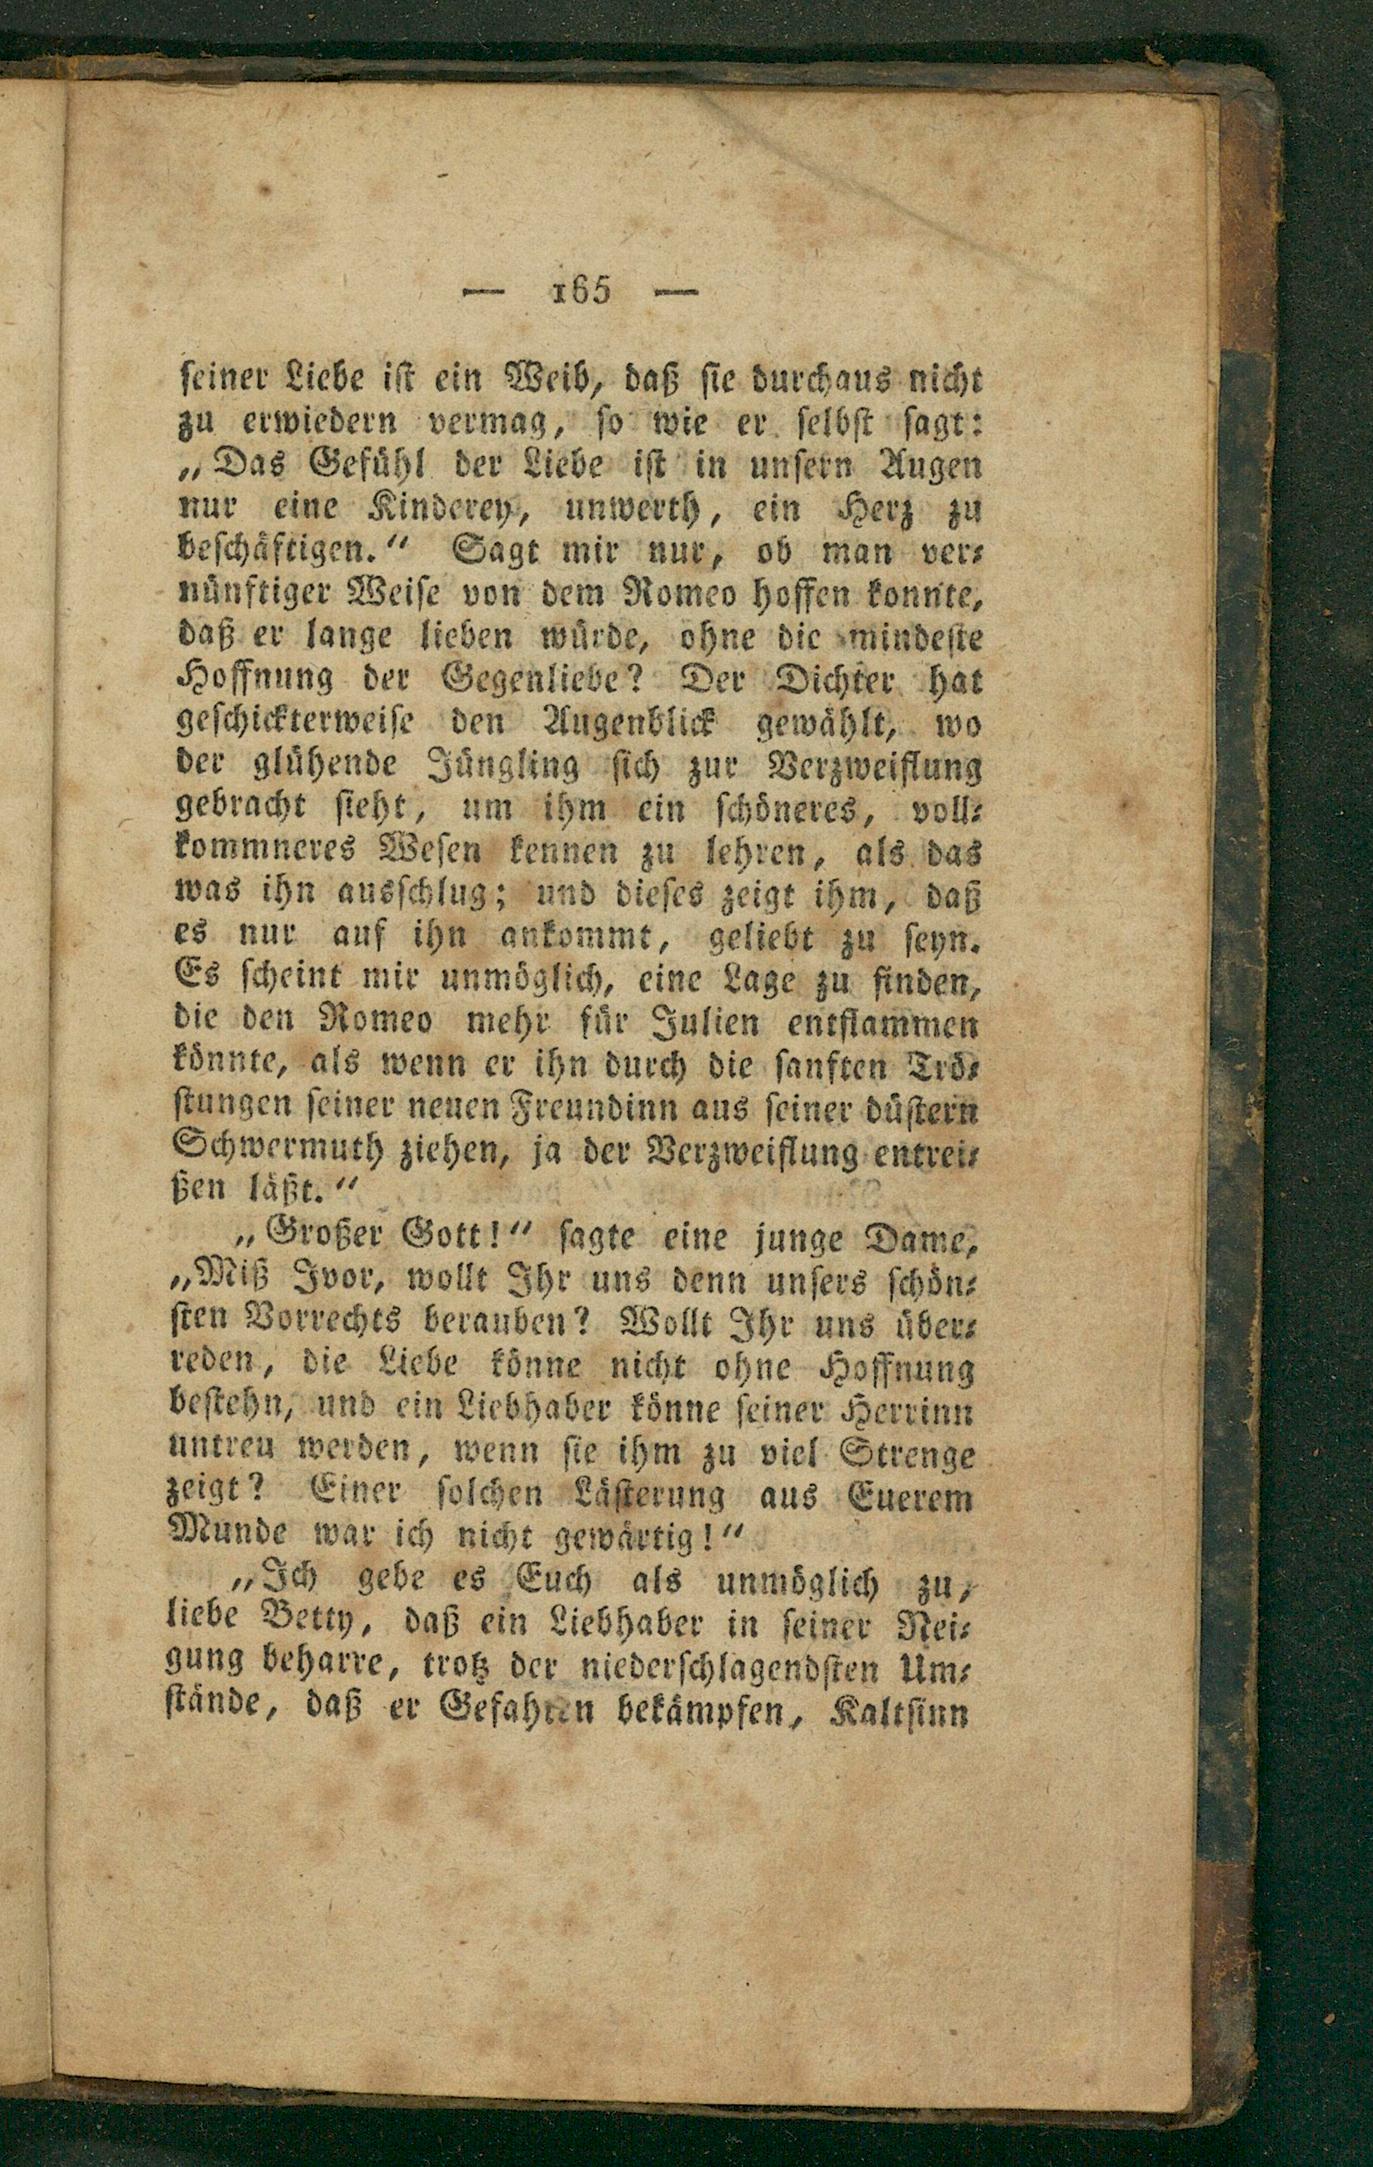 — 165 —
seiner Liebe ist ein Weib, daß sie durchaus nicht
zu erwiedern vermag, so wie er selbst sagt:
„Das Gefühl der Liebe ist in unsern Augen
nur eine Kinderey, unwerth, ein Herz zu
beschäftigen.“ Sagt mir nur, ob man ver-
nünftiger Weise von dem Romeo hoffen konnte,
daß er lange lieben würde, ohne die mindeste
Hoffnung der Gegenliebe? Der Dichter hat
geschickterweise den Augenblick gewählt, wo
der glühende Jüngling sich zur Verzweiflung
gebracht sieht, um ihm ein schöneres, voll-
kommneres Wesen kennen zu lehren, als das
was ihn ausschlug; und dieses zeigt ihm, daß
es nur auf ihn ankommt, geliebt zu seyn.
Es scheint mir unmöglich, eine Lage zu finden,
die den Romeo mehr für Julien entflammen
könnte, als wenn er ihn durch die sanften Trö-
stungen seiner neuen Freundinn aus seiner düstern
Schwermuth ziehen, ja der Verzweiflung entrei-
ßen läßt.“
„Großer Gott!“ sagte eine junge Dame,
„Miß Ivor, wollt Ihr uns denn unsers schön-
sten Vorrechts berauben? Wollt Ihr uns über-
reden, die Liebe könne nicht ohne Hoffnung
bestehn, und ein Liebhaber könne seiner Herrinn
untreu werden, wenn sie ihm zu viel Strenge
zeigt? Einer solchen Lästerung aus Euerem
Munde war ich nicht gewärtig!“
„Ich gebe es Euch als unmöglich zu,
liebe Betty, daß ein Liebhaber in seiner Nei-
gung beharre, trotz der niederschlagendsten Um-
stände, daß er Gefahren bekämpfen, Kaltsinn